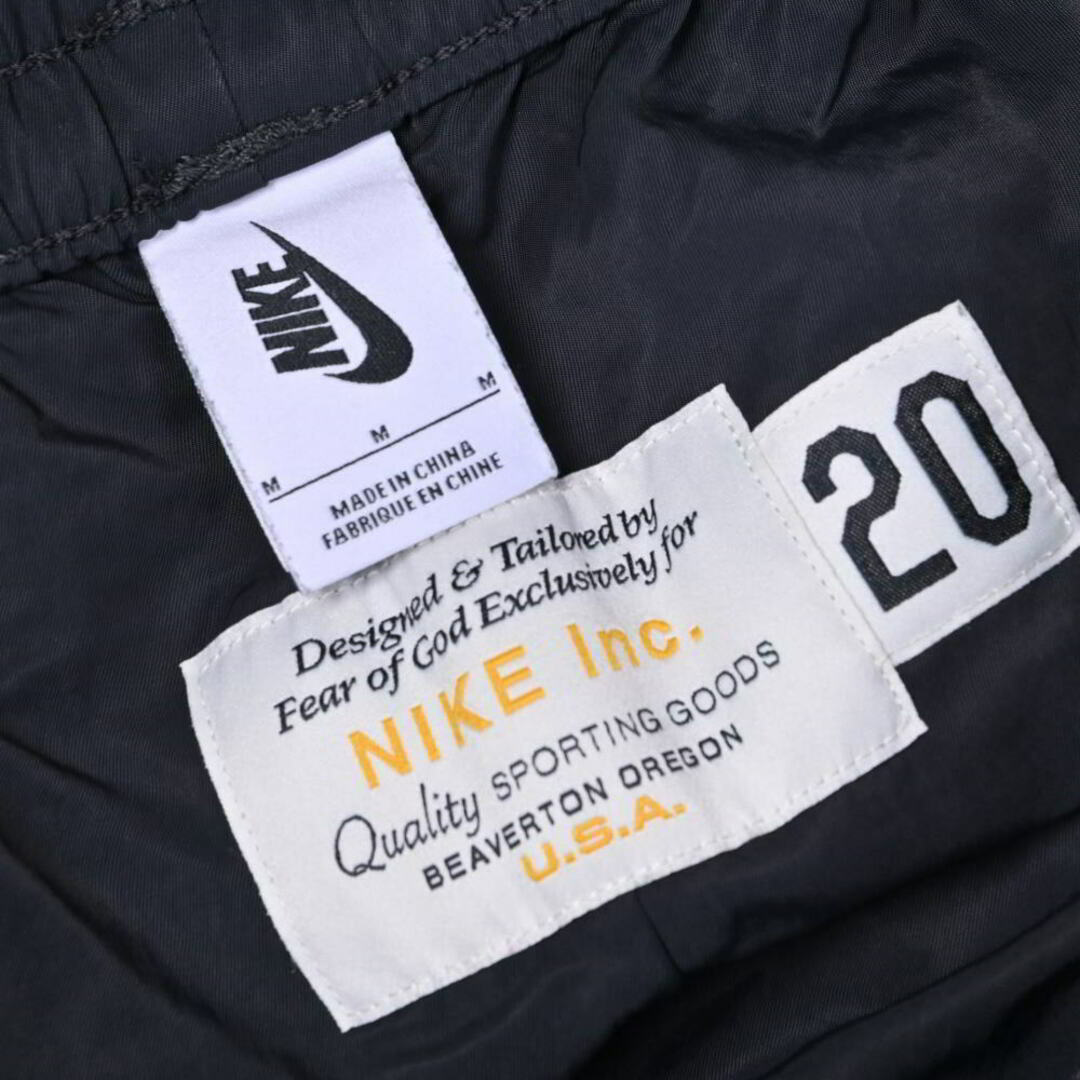 NIKE
M M M
MADE IN CHINA
FABRIQUE EN CHINE
20
Designed & Tailored by
Fear of God Exclusively for
NIKE Inc.
Quality SPORTING GOODS
BEAVERTON OREGON
U.S.A.